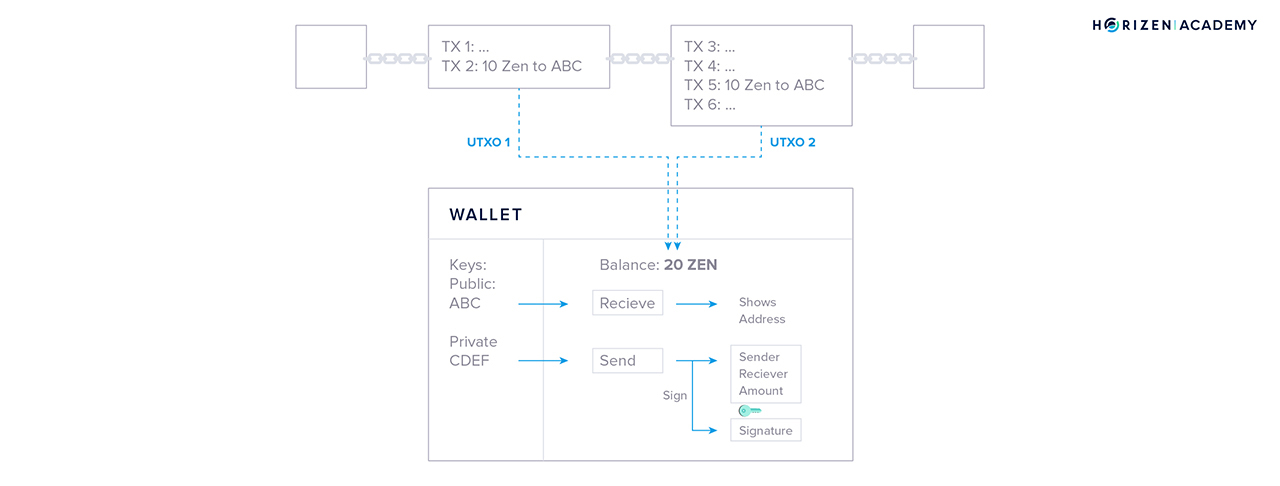 HORIZEN ACADEMY
TX 1: ...
TX 2: 10 Zen to ABC
TX 3: ...
TX 4: ...
TX 5: 10 Zen to ABC
TX 6: ...
UTXO 1
UTXO 2
WALLET
Keys:
Public:
ABC
Private
CDEF
Balance: 20 ZEN
Recieve
Shows
Address
Send
Sign
Sender
Reciever
Amount
Signature